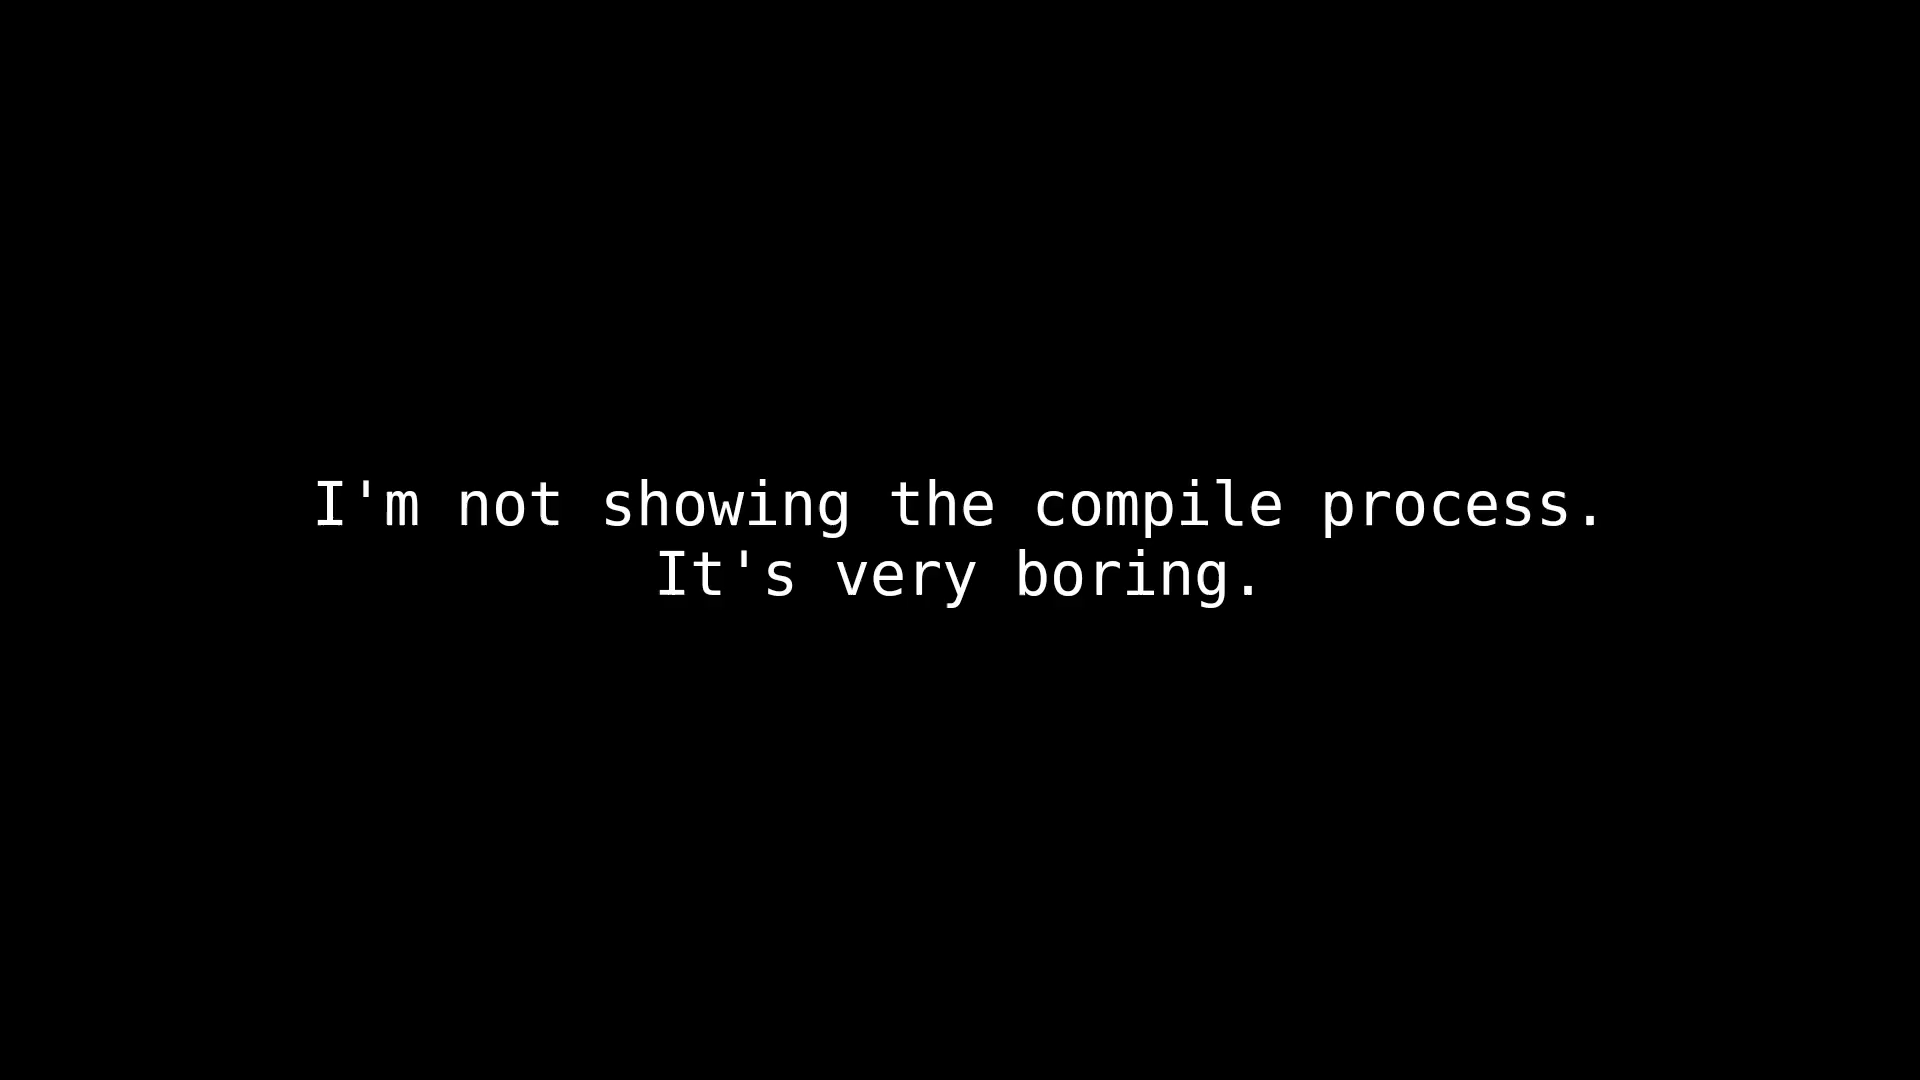 I'm not showing the compile process.
It's very boring.